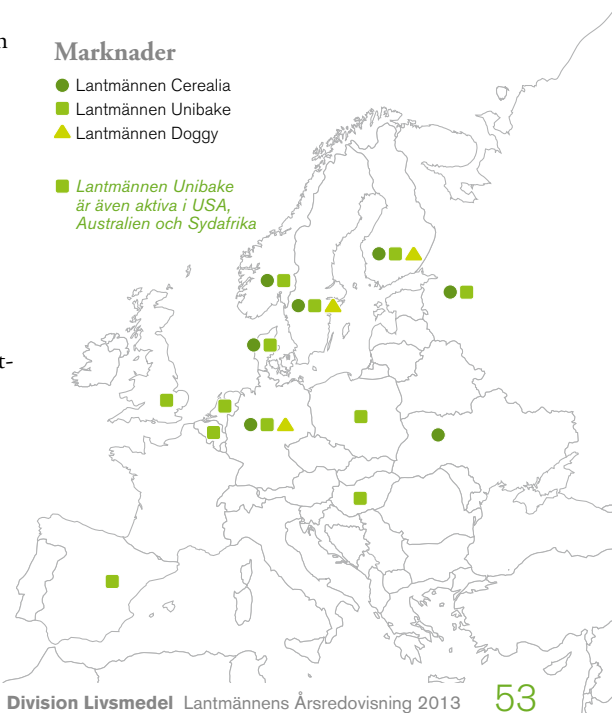 n
Marknader
Lantmännen Cerealia
Lantmännen Unibake
Lantmännen Doggy
Lantmännen Unibake
är även aktiva i USA,
Australien och Sydafrika
t-
Division Livsmedel Lantmännens Årsredovisning 2013 53